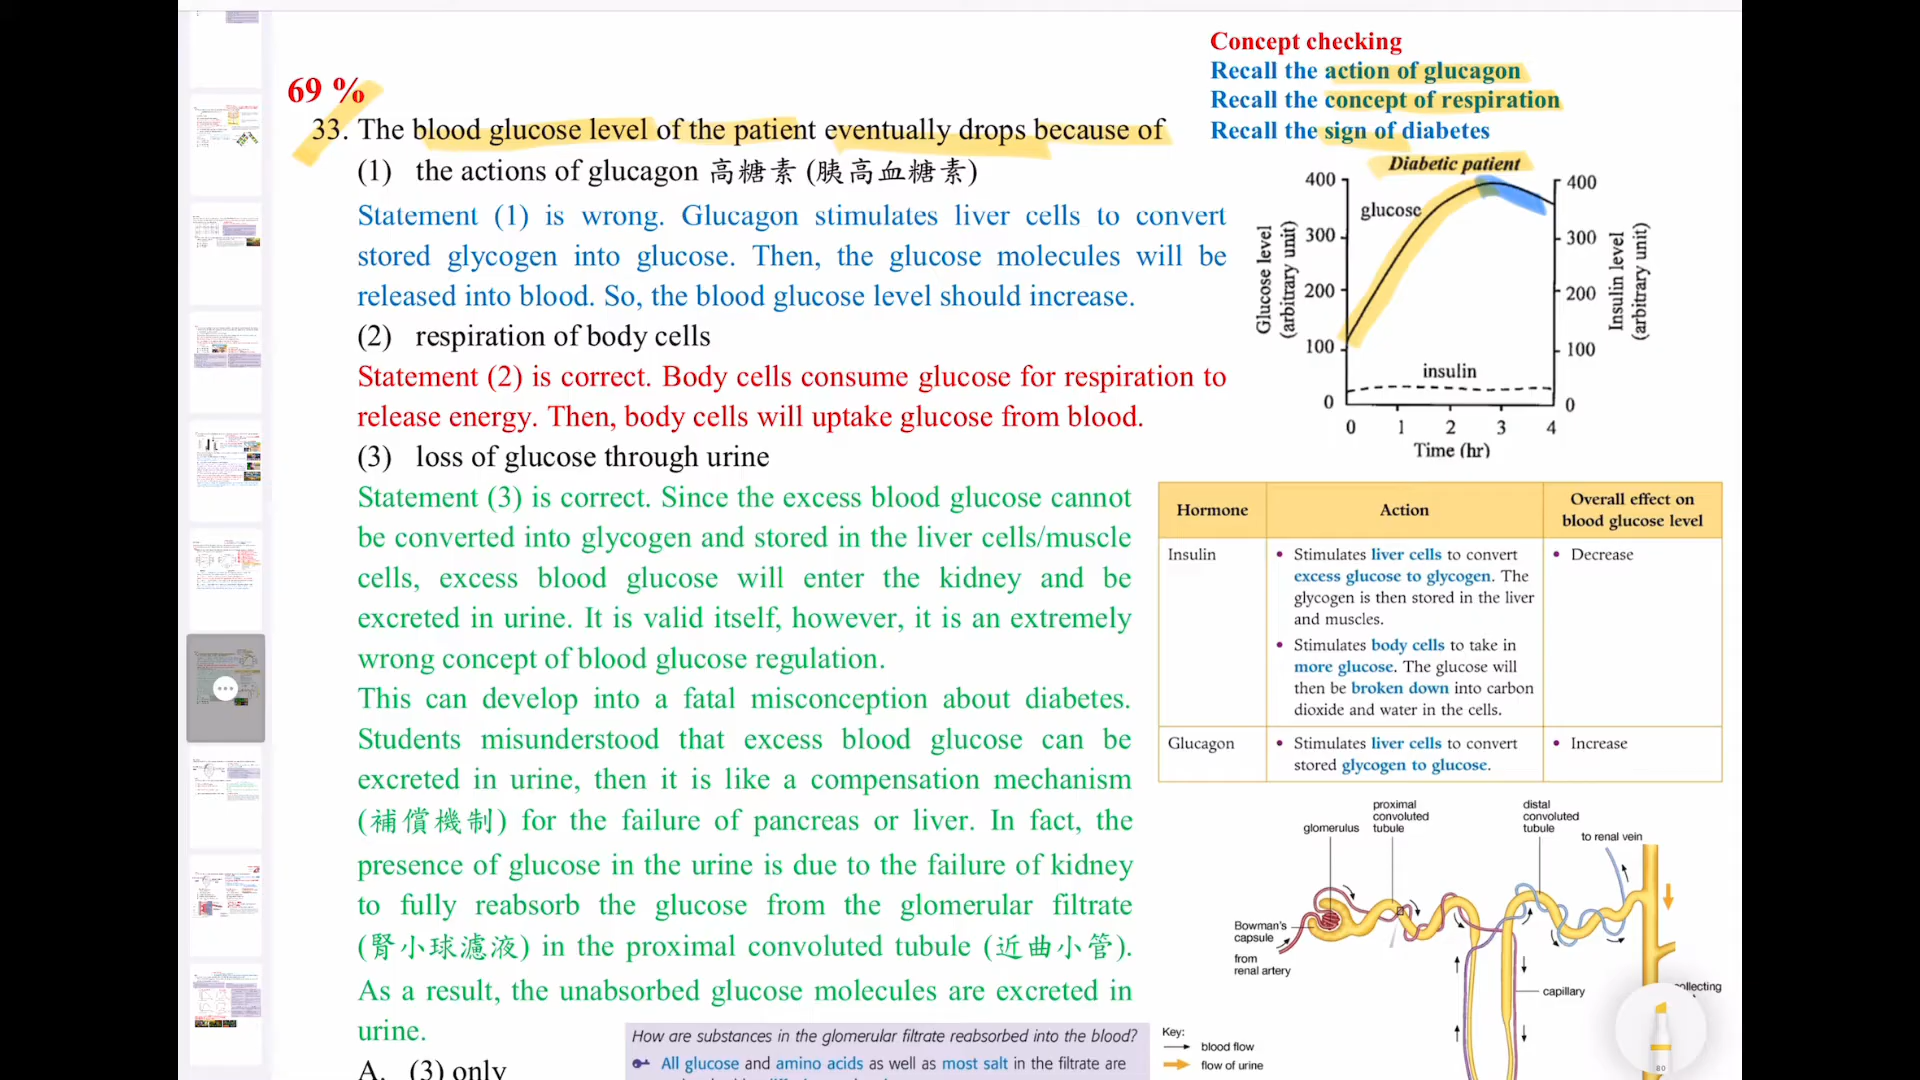 69 %
33. The blood glucose level of the patient eventually drops because of
(1) the actions of glucagon 高糖素 (胰高血糖素)
Statement (1) is wrong. Glucagon stimulates liver cells to convert
stored glycogen into glucose. Then, the glucose molecules will be
released into blood. So, the blood glucose level should increase.
(2) respiration of body cells
Statement (2) is correct. Body cells consume glucose for respiration to
release energy. Then, body cells will uptake glucose from blood.
(3) loss of glucose through urine
Statement (3) is correct. Since the excess blood glucose cannot
be converted into glycogen and stored in the liver cells/muscle
cells, excess blood glucose will enter the kidney and be
excreted in urine. It is valid itself, however, it is an extremely
wrong concept of blood glucose regulation.
This can develop into a fatal misconception about diabetes.
Students misunderstood that excess blood glucose can be
excreted in urine, then it is like a compensation mechanism
(補償機制) for the failure of pancreas or liver. In fact, the
presence of glucose in the urine is due to the failure of kidney
to fully reabsorb the glucose from the glomerular filtrate
(腎小球濾液) in the proximal convoluted tubule (近曲小管).
As a result, the unabsorbed glucose molecules are excreted in
urine.
A. (3) only
Concept checking
Recall the action of glucagon
Recall the concept of respiration
Recall the sign of diabetes
Diabetic patient
400
300
200
100
0
Glucose level
(arbitrary unit)
glucose
insulin
400
300
200
100
0
Insulin level
(arbitrary unit)
0 1 2 3 4
Time (hr)
Hormone Action Overall effect on
blood glucose level
Insulin
• Stimulates liver cells to convert
excess glucose to glycogen. The
glycogen is then stored in the liver
and muscles.
• Stimulates body cells to take in
more glucose. The glucose will
then be broken down into carbon
dioxide and water in the cells.
• Decrease
Glucagon
• Stimulates liver cells to convert
stored glycogen to glucose.
• Increase
glomerulus
proximal
convoluted
tubule
distal
convoluted
tubule
to renal vein
Bowman's
capsule
from
renal artery
capillary
Key:
blood flow
flow of urine
How are substances in the glomerular filtrate reabsorbed into the blood?
All glucose and amino acids as well as most salt in the filtrate are
80